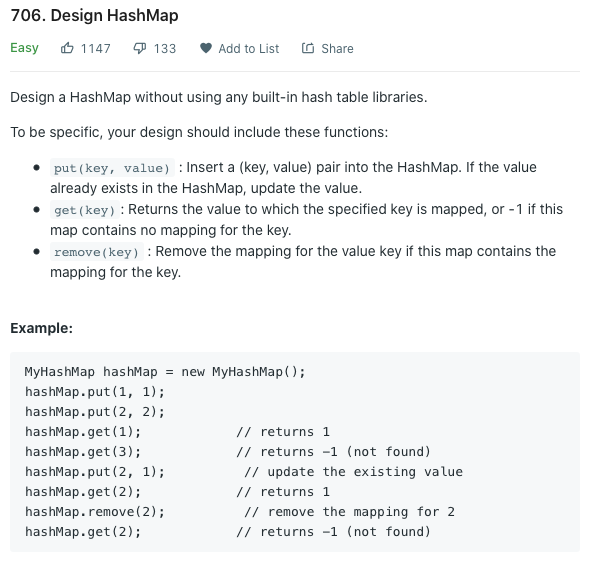 706. Design HashMap
Easy 1147 133 Add to List Share
Design a HashMap without using any built-in hash table libraries.
To be specific, your design should include these functions:
• put(key, value) : Insert a (key, value) pair into the HashMap. If the value
already exists in the HashMap, update the value.
• get(key) : Returns the value to which the specified key is mapped, or -1 if this
map contains no mapping for the key.
• remove(key) : Remove the mapping for the value key if this map contains the
mapping for the key.
Example:
MyHashMap hashMap = new MyHashMap();
hashMap.put(1, 1);
hashMap.put(2, 2);
hashMap.get(1);            // returns 1
hashMap.get(3);            // returns -1 (not found)
hashMap.put(2, 1);          // update the existing value
hashMap.get(2);            // returns 1
hashMap.remove(2);          // remove the mapping for 2
hashMap.get(2);            // returns -1 (not found)